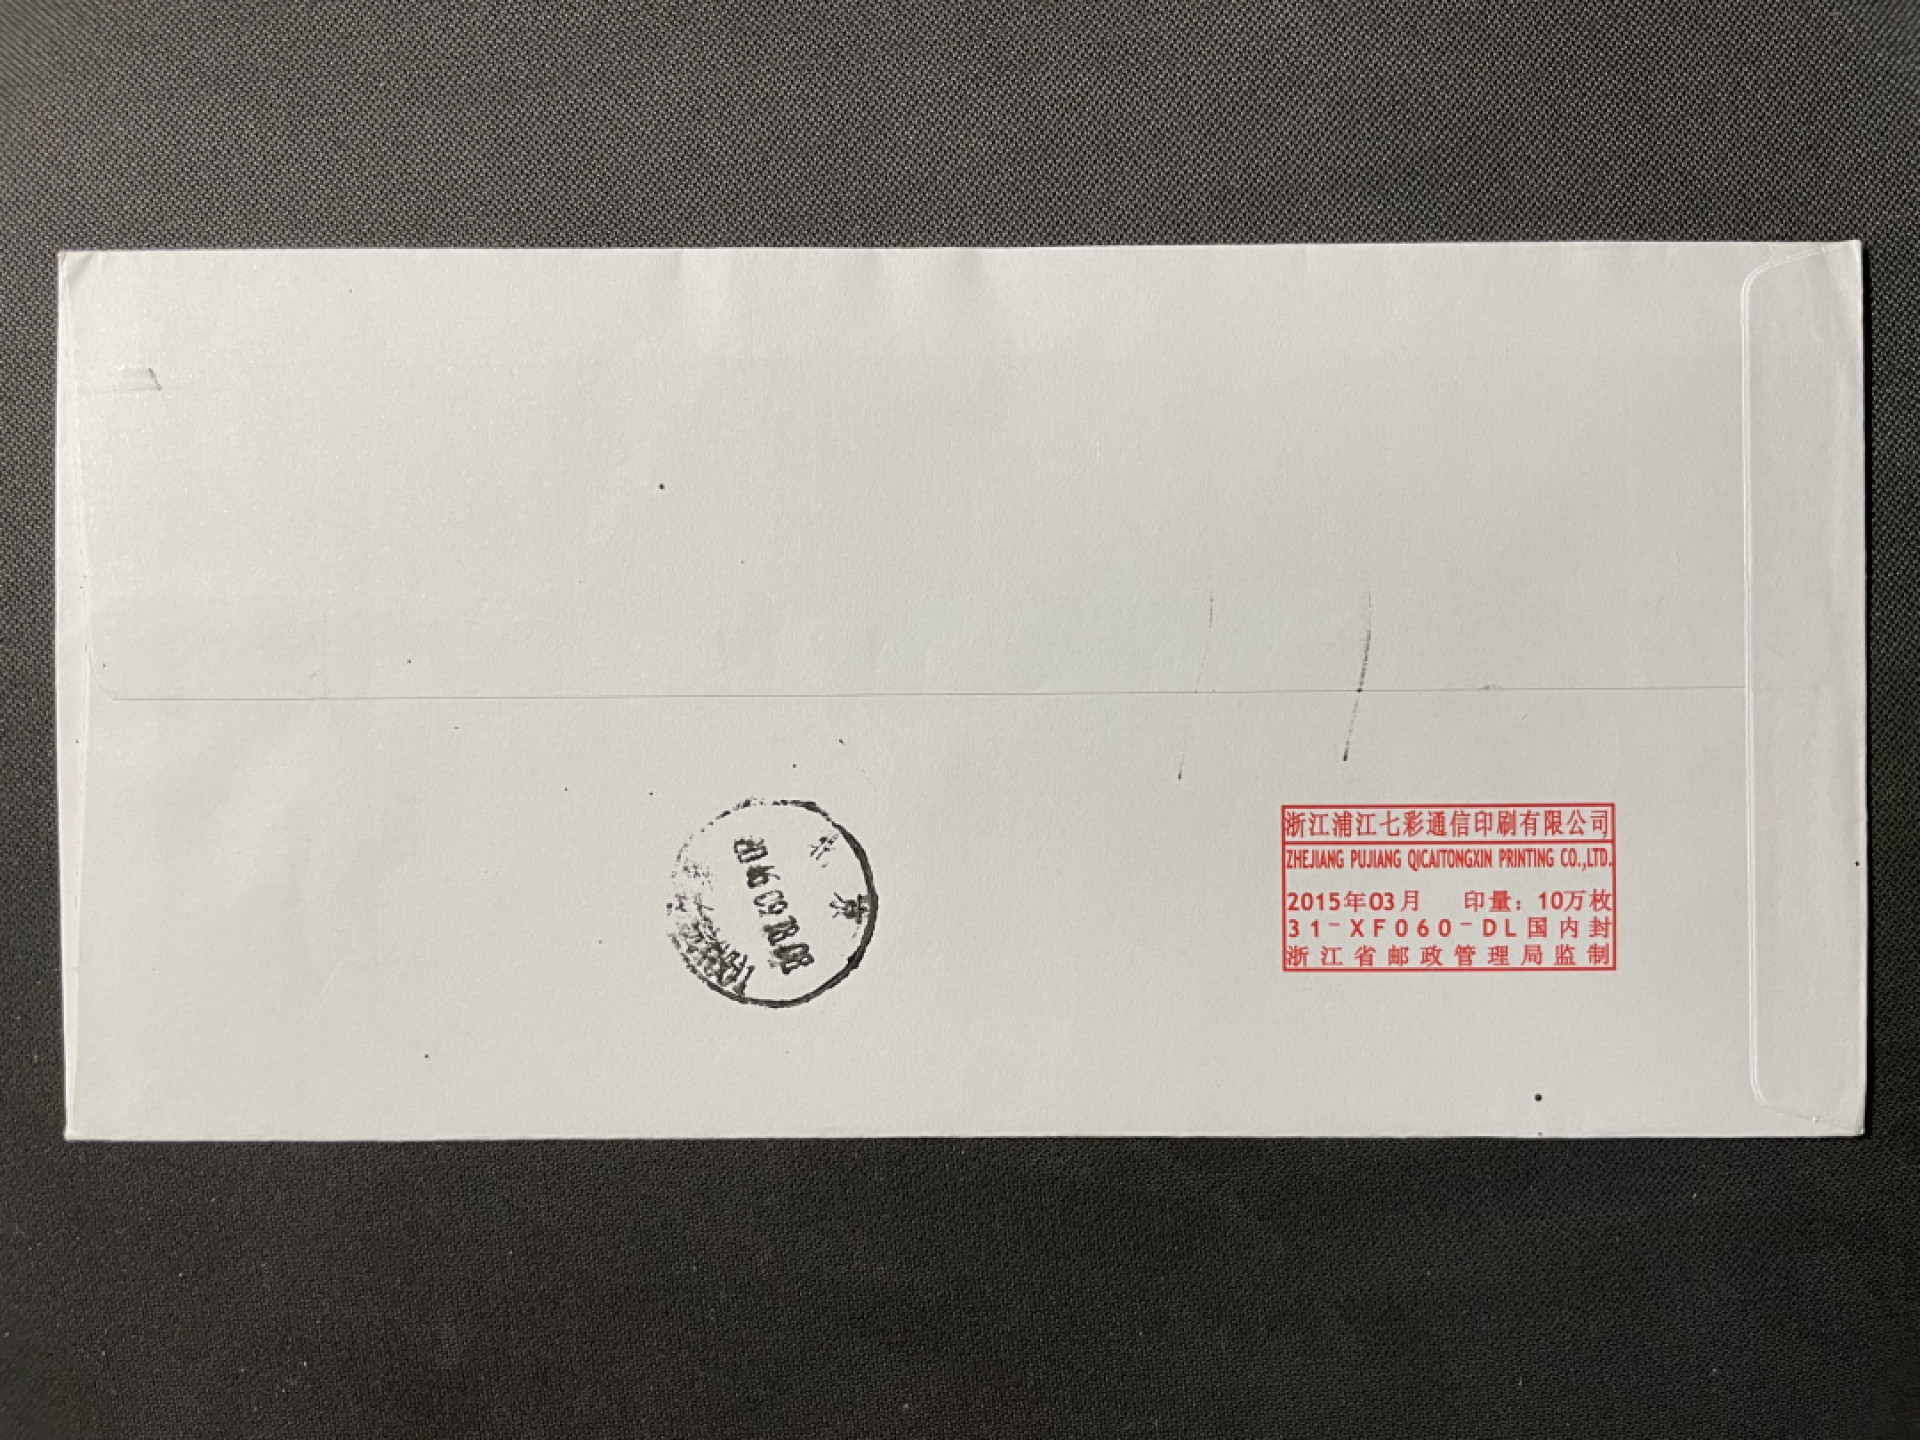 北京
浙江浦江七彩通信印刷有限公司
ZHEJIANG PUJIANG QICAITONGXIN PRINTING CO.,LTD.
2015年03月 印量：10万枚
31-XF060-DL国内封
浙江省邮政管理局监制